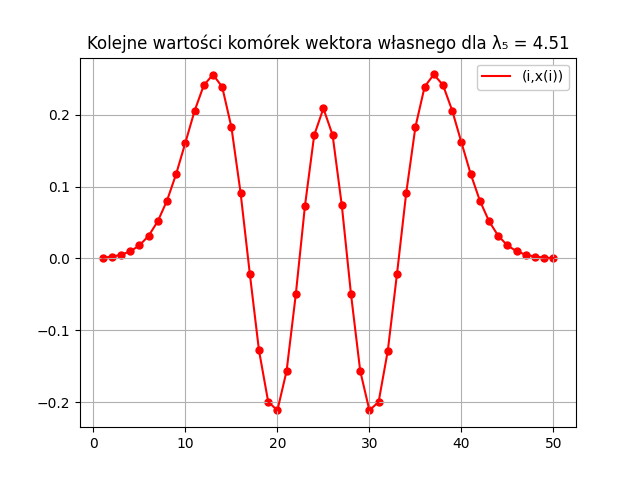 Kolejne wartości komórek wektora własnego dla λ₅ = 4.51
(i,x(i))
0.2
0.1
0.0
−0.1
−0.2
0 10 20 30 40 50